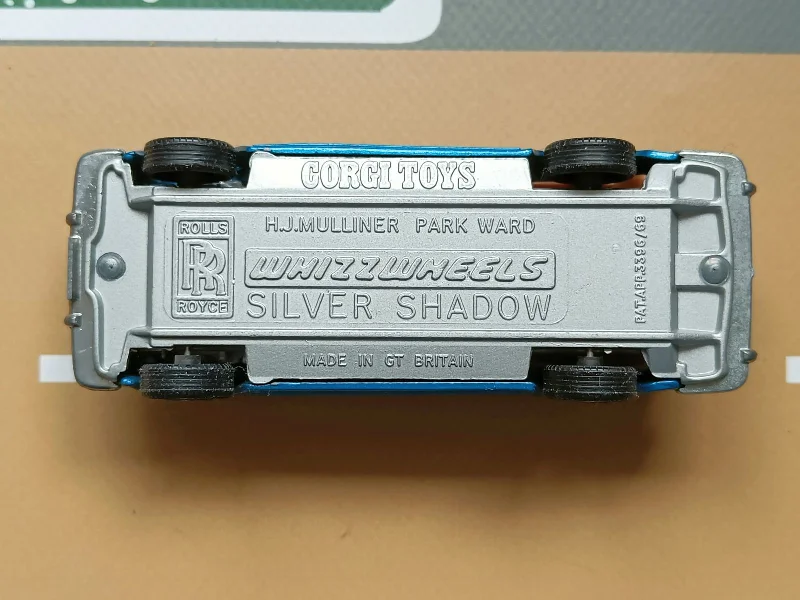 CORGI TOYS
H.J.MULLINER PARK WARD
ROLLS
RR
ROYCE
WHIZZWHEELS
SILVER SHADOW
PAT.APP.3396/69
MADE IN GT BRITAIN